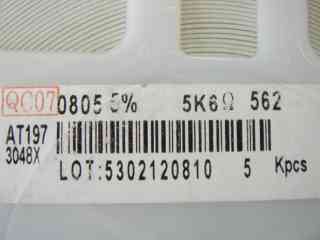 QC07 0805 5% 5K6Ω 562
AT197
3048X
LOT:5302120810 5 Kpcs